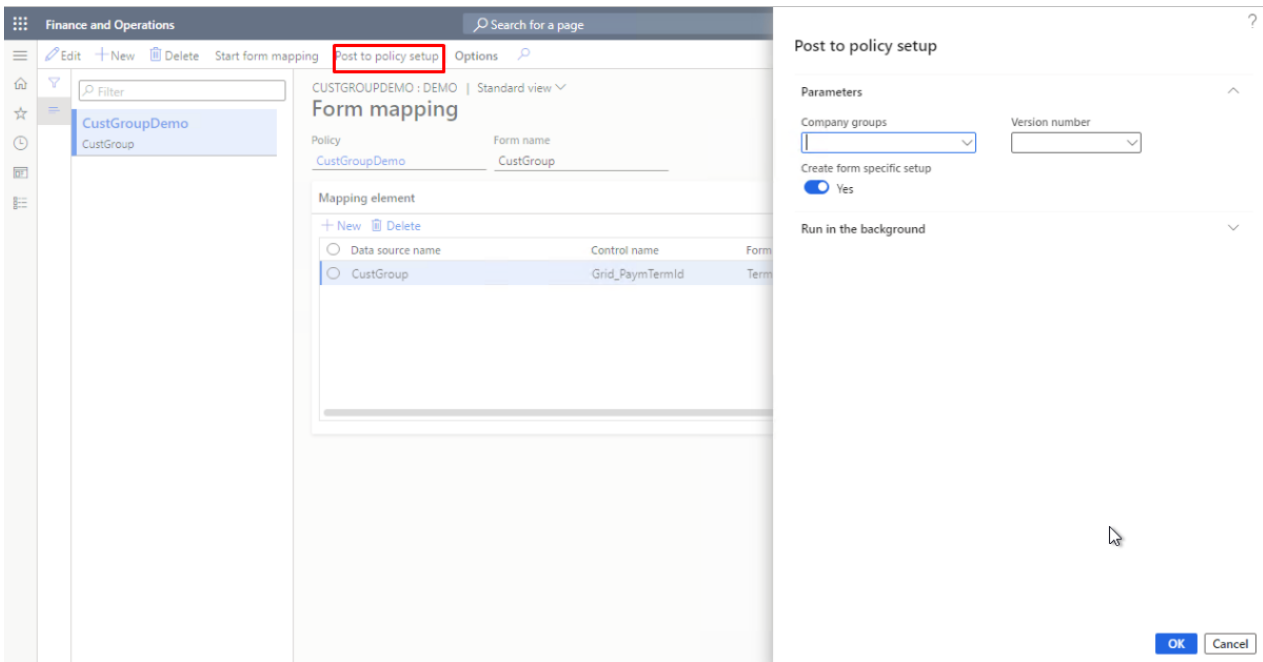 Finance and Operations
Search for a page
?
Edit New Delete Start form mapping Post to policy setup Options
Filter
CustGroupDemo
CustGroup
CUSTGROUPDEMO : DEMO | Standard view
Form mapping
Policy Form name
CustGroupDemo CustGroup
Mapping element
New Delete
Data source name Control name Form
CustGroup Grid_PaymTermId Term
Post to policy setup
Parameters
Company groups Version number
Create form specific setup
Yes
Run in the background
OK Cancel